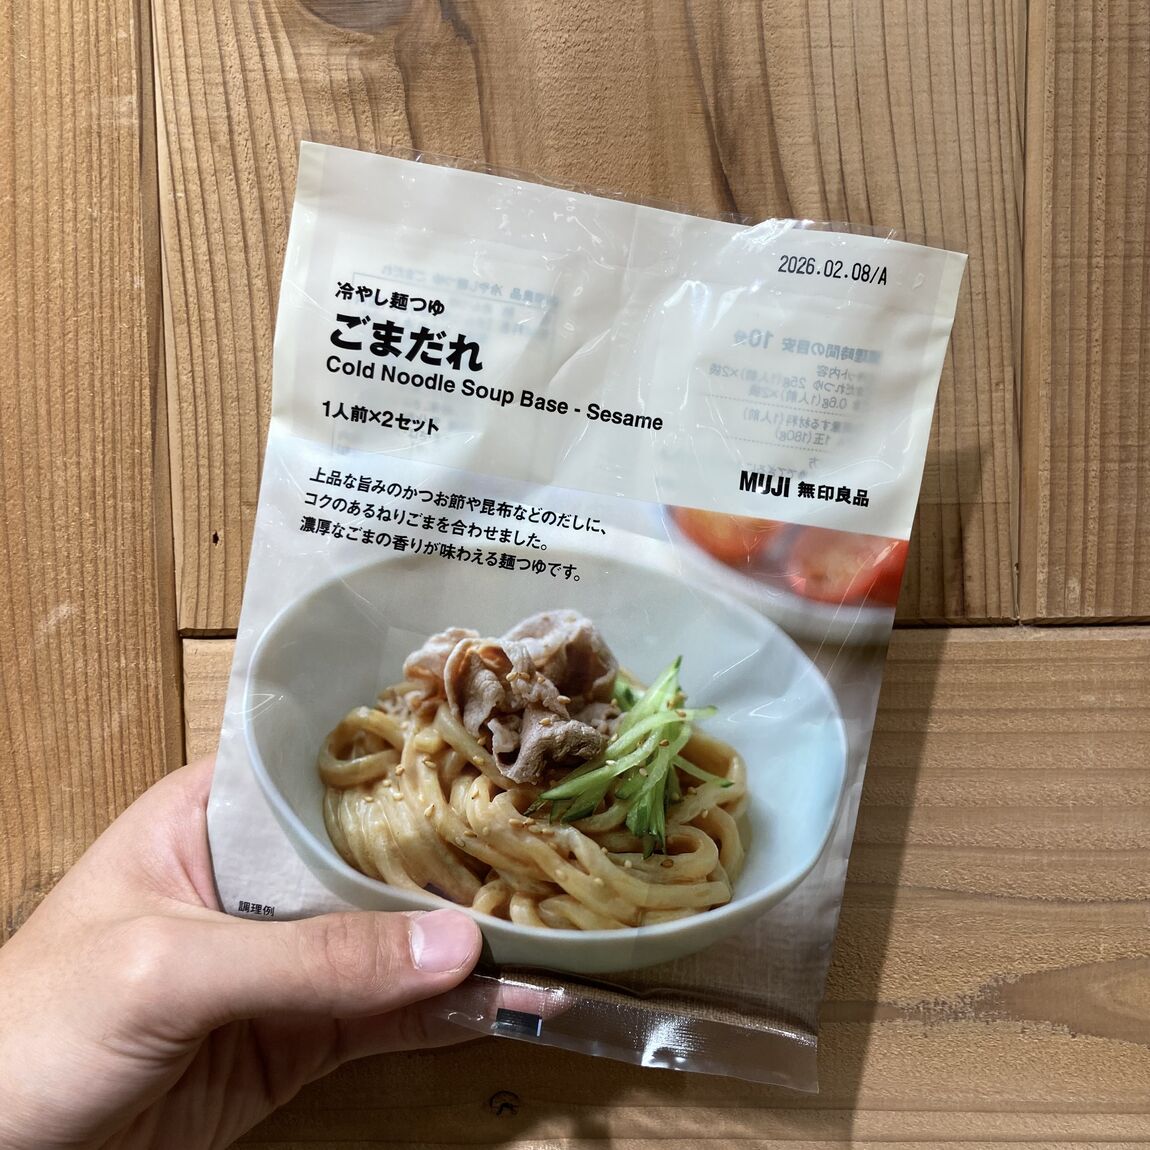 2026.02.08/A
冷やし麺つゆ
ごまだれ
Cold Noodle Soup Base - Sesame
1人前×2セット
MUJI 無印良品
上品な旨みのかつお節や昆布などのだしに、
コクのあるねりごまを合わせました。
濃厚なごまの香りが味わえる麺つゆです。
調理例